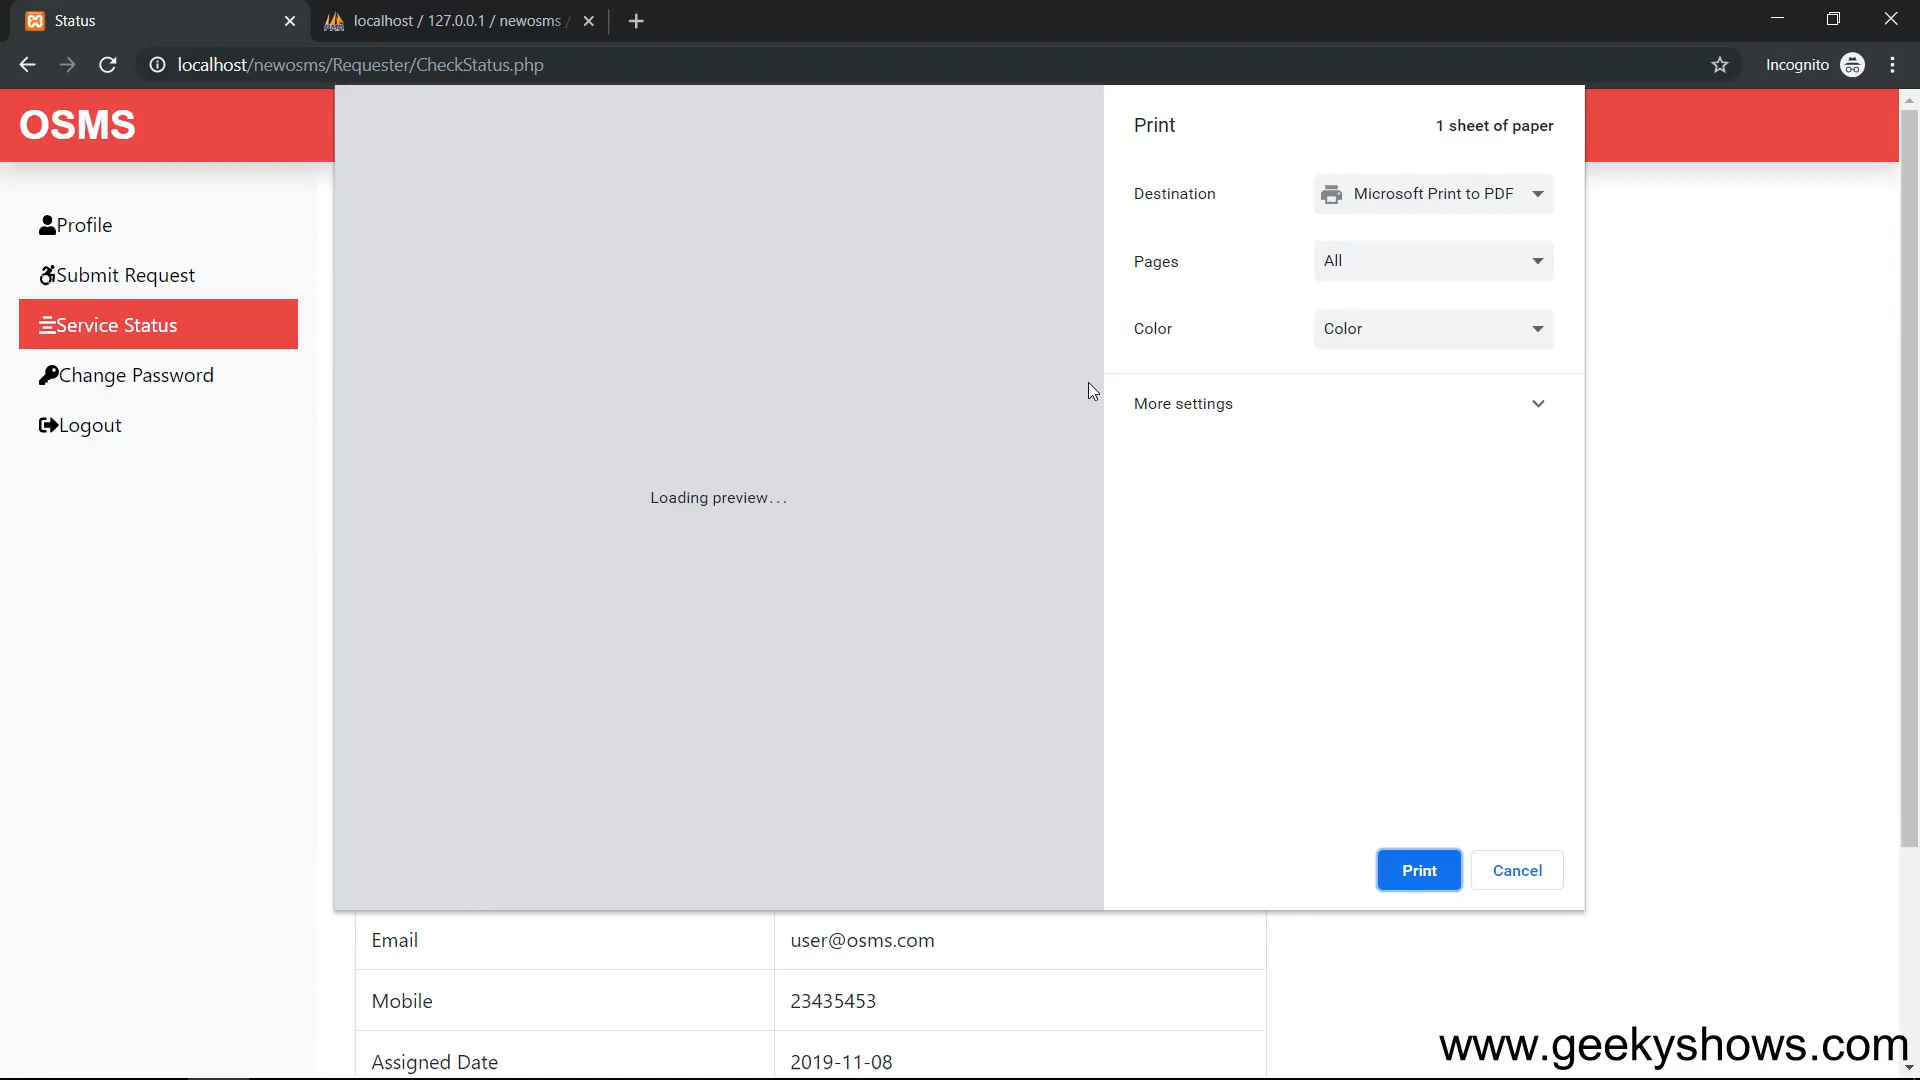 Status
localhost / 127.0.0.1 / newosms /
localhost/newosms/Requester/CheckStatus.php
Incognito
OSMS
Profile
Submit Request
Service Status
Change Password
Logout
Loading preview...
Print
1 sheet of paper
Destination
Microsoft Print to PDF
Pages
All
Color
Color
More settings
Print
Cancel
Email
user@osms.com
Mobile
23435453
Assigned Date
2019-11-08
www.geekyshows.com